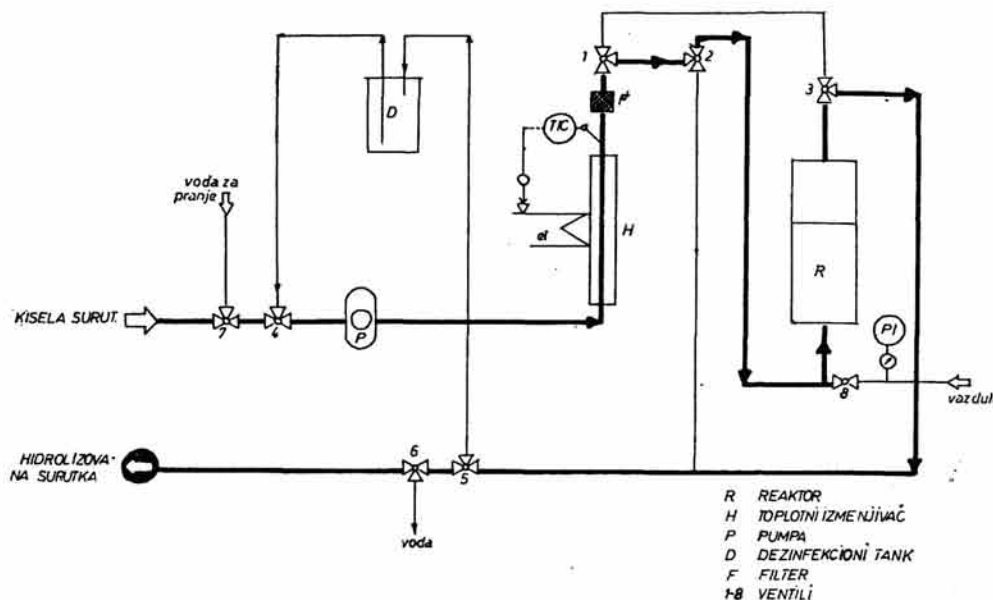 1
2
3
D
TIC
F
voda za
pranje
el
H
R
KISELA SURUT.
7
4
P
PI
8
vazduh
HIDROLIZOVA-
NA SURUTKA
6
5
voda
R REAKTOR
H TOPLOTNI IZMENJIVAČ
P PUMPA
D DEZINFEKCIONI TANK
F FILTER
1-8 VENTILI